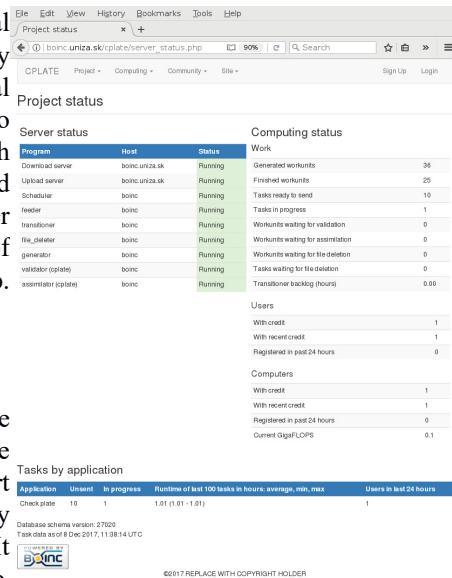 al
File Edit View History Bookmarks Tools Help
y
Project status × +
al
boinc.uniza.sk/cplate/server_status.php 90% Search
o
CPLATE Project Computing Community Site Sign Up Login
h
Project status
d
Server status Computing status
er
Program Host Status Work
of
Download server boinc.uniza.sk Running Generated workunits 36
Upload server boinc.uniza.sk Running Finished workunits 25
Scheduler boinc Running Tasks ready to send 10
feeder boinc Running Tasks in progress 1
transitioner boinc Running Workunits waiting for validation 0
file_deleter boinc Running Workunits waiting for assimilation 0
generator boinc Running Workunits waiting for file deletion 0
validator (cplate) boinc Running Tasks waiting for file deletion 0
assimilator (cplate) boinc Running Transitioner backlog (hours) 0.00
Users
With credit 1
With recent credit 1
Registered in past 24 hours 0
Computers
With credit 1
With recent credit 1
e
Registered in past 24 hours 0
e
Current GigaFLOPS 0.1
rt
Tasks by application
y
Application Unsent In progress Runtime of last 100 tasks in hours: average, min, max Users in last 24 hours
Check plate 10 1 1.01 (1.01 - 1.01) 1
Database schema version: 27020
Task data as of 8 Dec 2017, 11:38:14 UTC
It
POWERED BY
BOINC
©2017 REPLACE WITH COPYRIGHT HOLDER